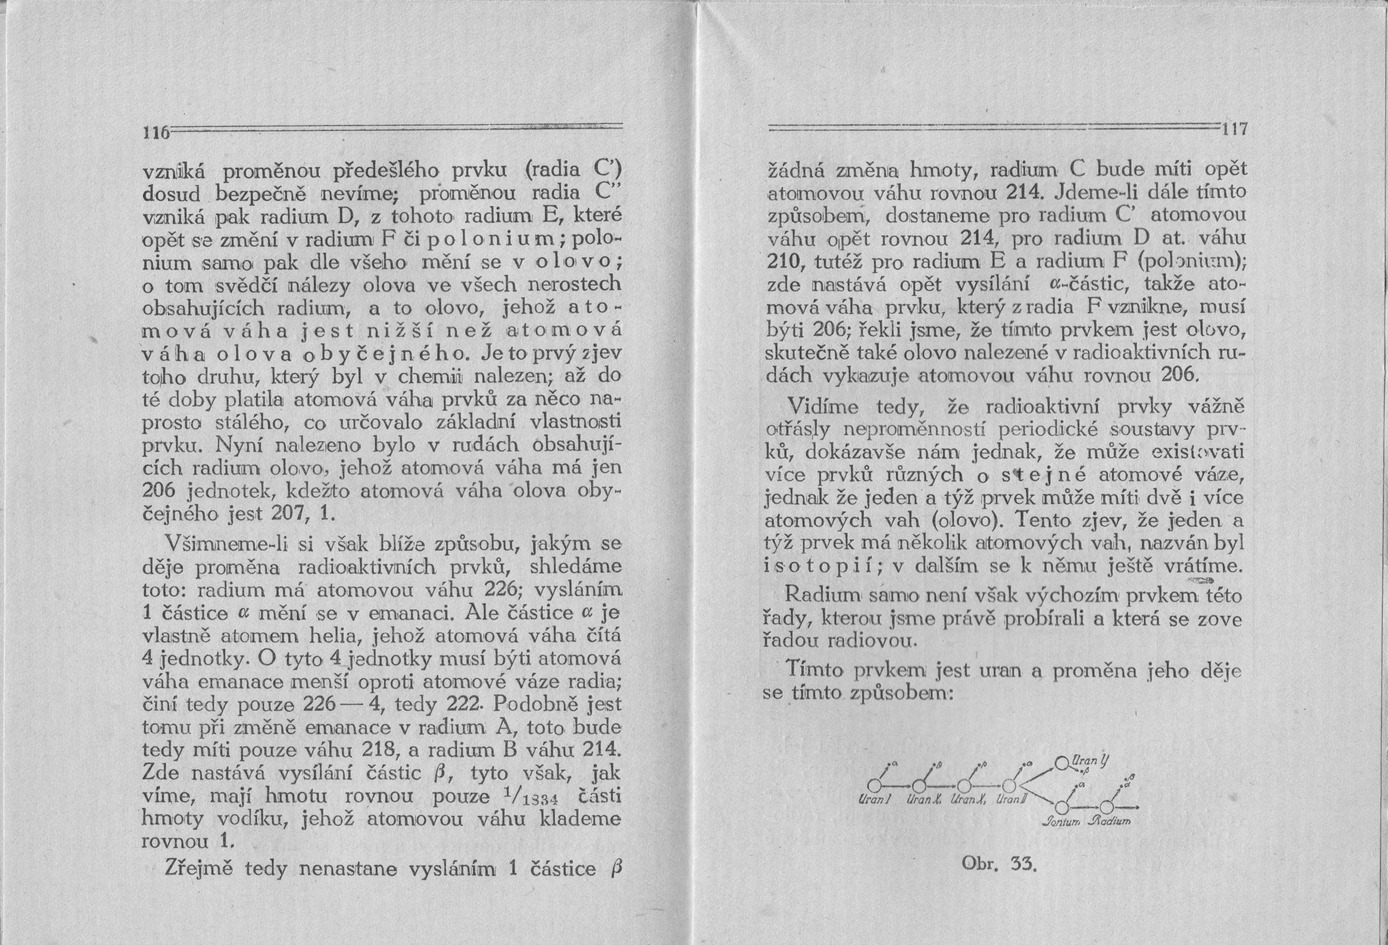 116
vzniká proměnou předešlého prvku (radia C’)
dosud bezpečně nevíme; proměnou radia C”
vzniká pak radium D, z tohoto radium E, které
opět se změní v radium F či polonium; polo-
nium samo pak dle všeho mění se v olovo;
o tom svědčí nálezy olova ve všech nerostech
obsahujících radium, a to olovo, jehož ato-
mová váha jest nižší než atomová
váha olova obyčejného. Je to prvý zjev
toho druhu, který byl v chemii nalezen; až do
té doby platila atomová váha prvků za něco na-
prosto stálého, co určovalo základní vlastnosti
prvku. Nyní nalezeno bylo v rudách obsahují-
cích radium olovo, jehož atomová váha má jen
206 jednotek, kdežto atomová váha olova oby-
čejného jest 207, 1.
Všimneme-li si však blíže způsobu, jakým se
děje proměna radioaktivních prvků, shledáme
toto: radium má atomovou váhu 226; vysláním
1 částice α mění se v emanaci. Ale částice α je
vlastně atomem helia, jehož atomová váha čítá
4 jednotky. O tyto 4 jednotky musí býti atomová
váha emanace menší oproti atomové váze radia;
činí tedy pouze 226 — 4, tedy 222. Podobně jest
tomu při změně emanace v radium A, toto bude
tedy míti pouze váhu 218, a radium B váhu 214.
Zde nastává vysílání částic β, tyto však, jak
víme, mají hmotu rovnou pouze 1/1834 části
hmoty vodíku, jehož atomovou váhu klademe
rovnou 1.
Zřejmě tedy nenastane vysláním 1 částice β
117
žádná změna hmoty, radium C bude míti opět
atomovou váhu rovnou 214. Jdeme-li dále tímto
způsobem, dostaneme pro radium C’ atomovou
váhu opět rovnou 214, pro radium D at. váhu
210, tutéž pro radium E a radium F (polonium);
zde nastává opět vysílání α-částic, takže ato-
mová váha prvku, který z radia F vznikne, musí
býti 206; řekli jsme, že tímto prvkem jest olovo,
skutečně také olovo nalezené v radioaktivních ru-
dách vykazuje atomovou váhu rovnou 206.
Vidíme tedy, že radioaktivní prvky vážně
otřásly neproměnností periodické soustavy prv-
ků, dokázavše nám jednak, že může existovati
více prvků různých o stejné atomové váze,
jednak že jeden a týž prvek může míti dvě i více
atomových vah (olovo). Tento zjev, že jeden a
týž prvek má několik atomových vah, nazván byl
isotopií; v dalším se k němu ještě vrátíme.
Radium samo není však výchozím prvkem této
řady, kterou jsme právě probírali a která se zove
řadou radiovou.
Tímto prvkem jest uran a proměna jeho děje
se tímto způsobem:
α β β α Uran Y
β α α
Uran I Uran X, Uran X, Uran II
Jonium Radium
Obr. 33.